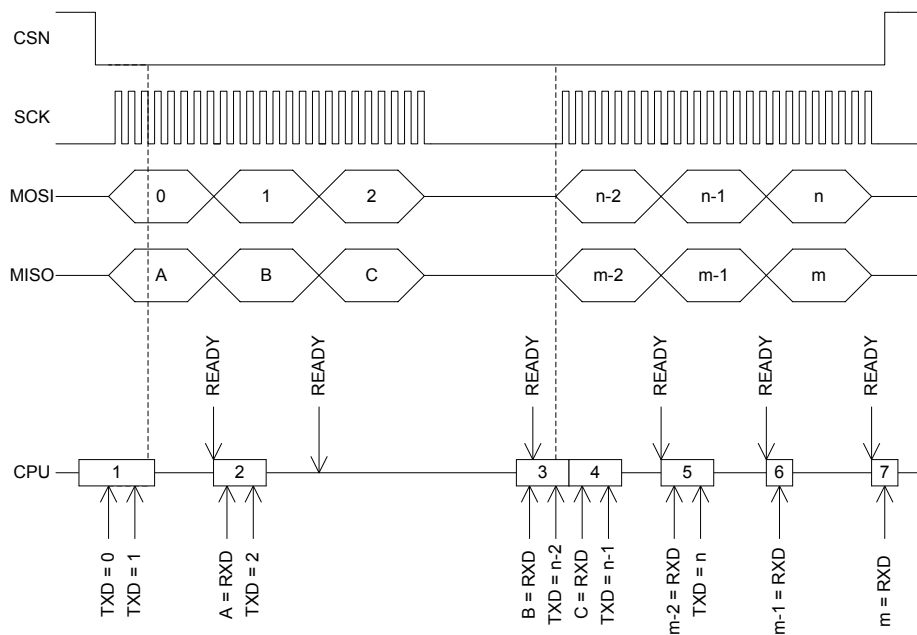 CSN
SCK
MOSI
0
1
2
n-2
n-1
n
MISO
A
B
C
m-2
m-1
m
READY
READY
READY
READY
READY
READY
CPU
1
2
3
4
5
6
7
TXD = 0
TXD = 1
A = RXD
TXD = 2
B = RXD
TXD = n-2
C = RXD
TXD = n-1
m-2 = RXD
TXD = n
m-1 = RXD
m = RXD